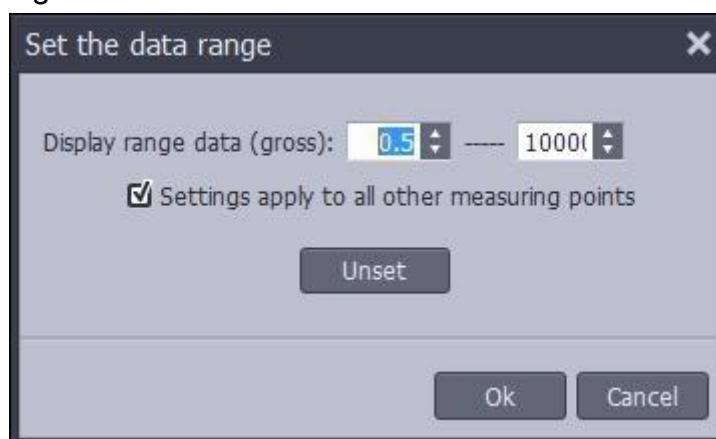 Set the data range
Display range data (gross): 0.5 ----- 1000
Settings apply to all other measuring points
Unset
Ok Cancel